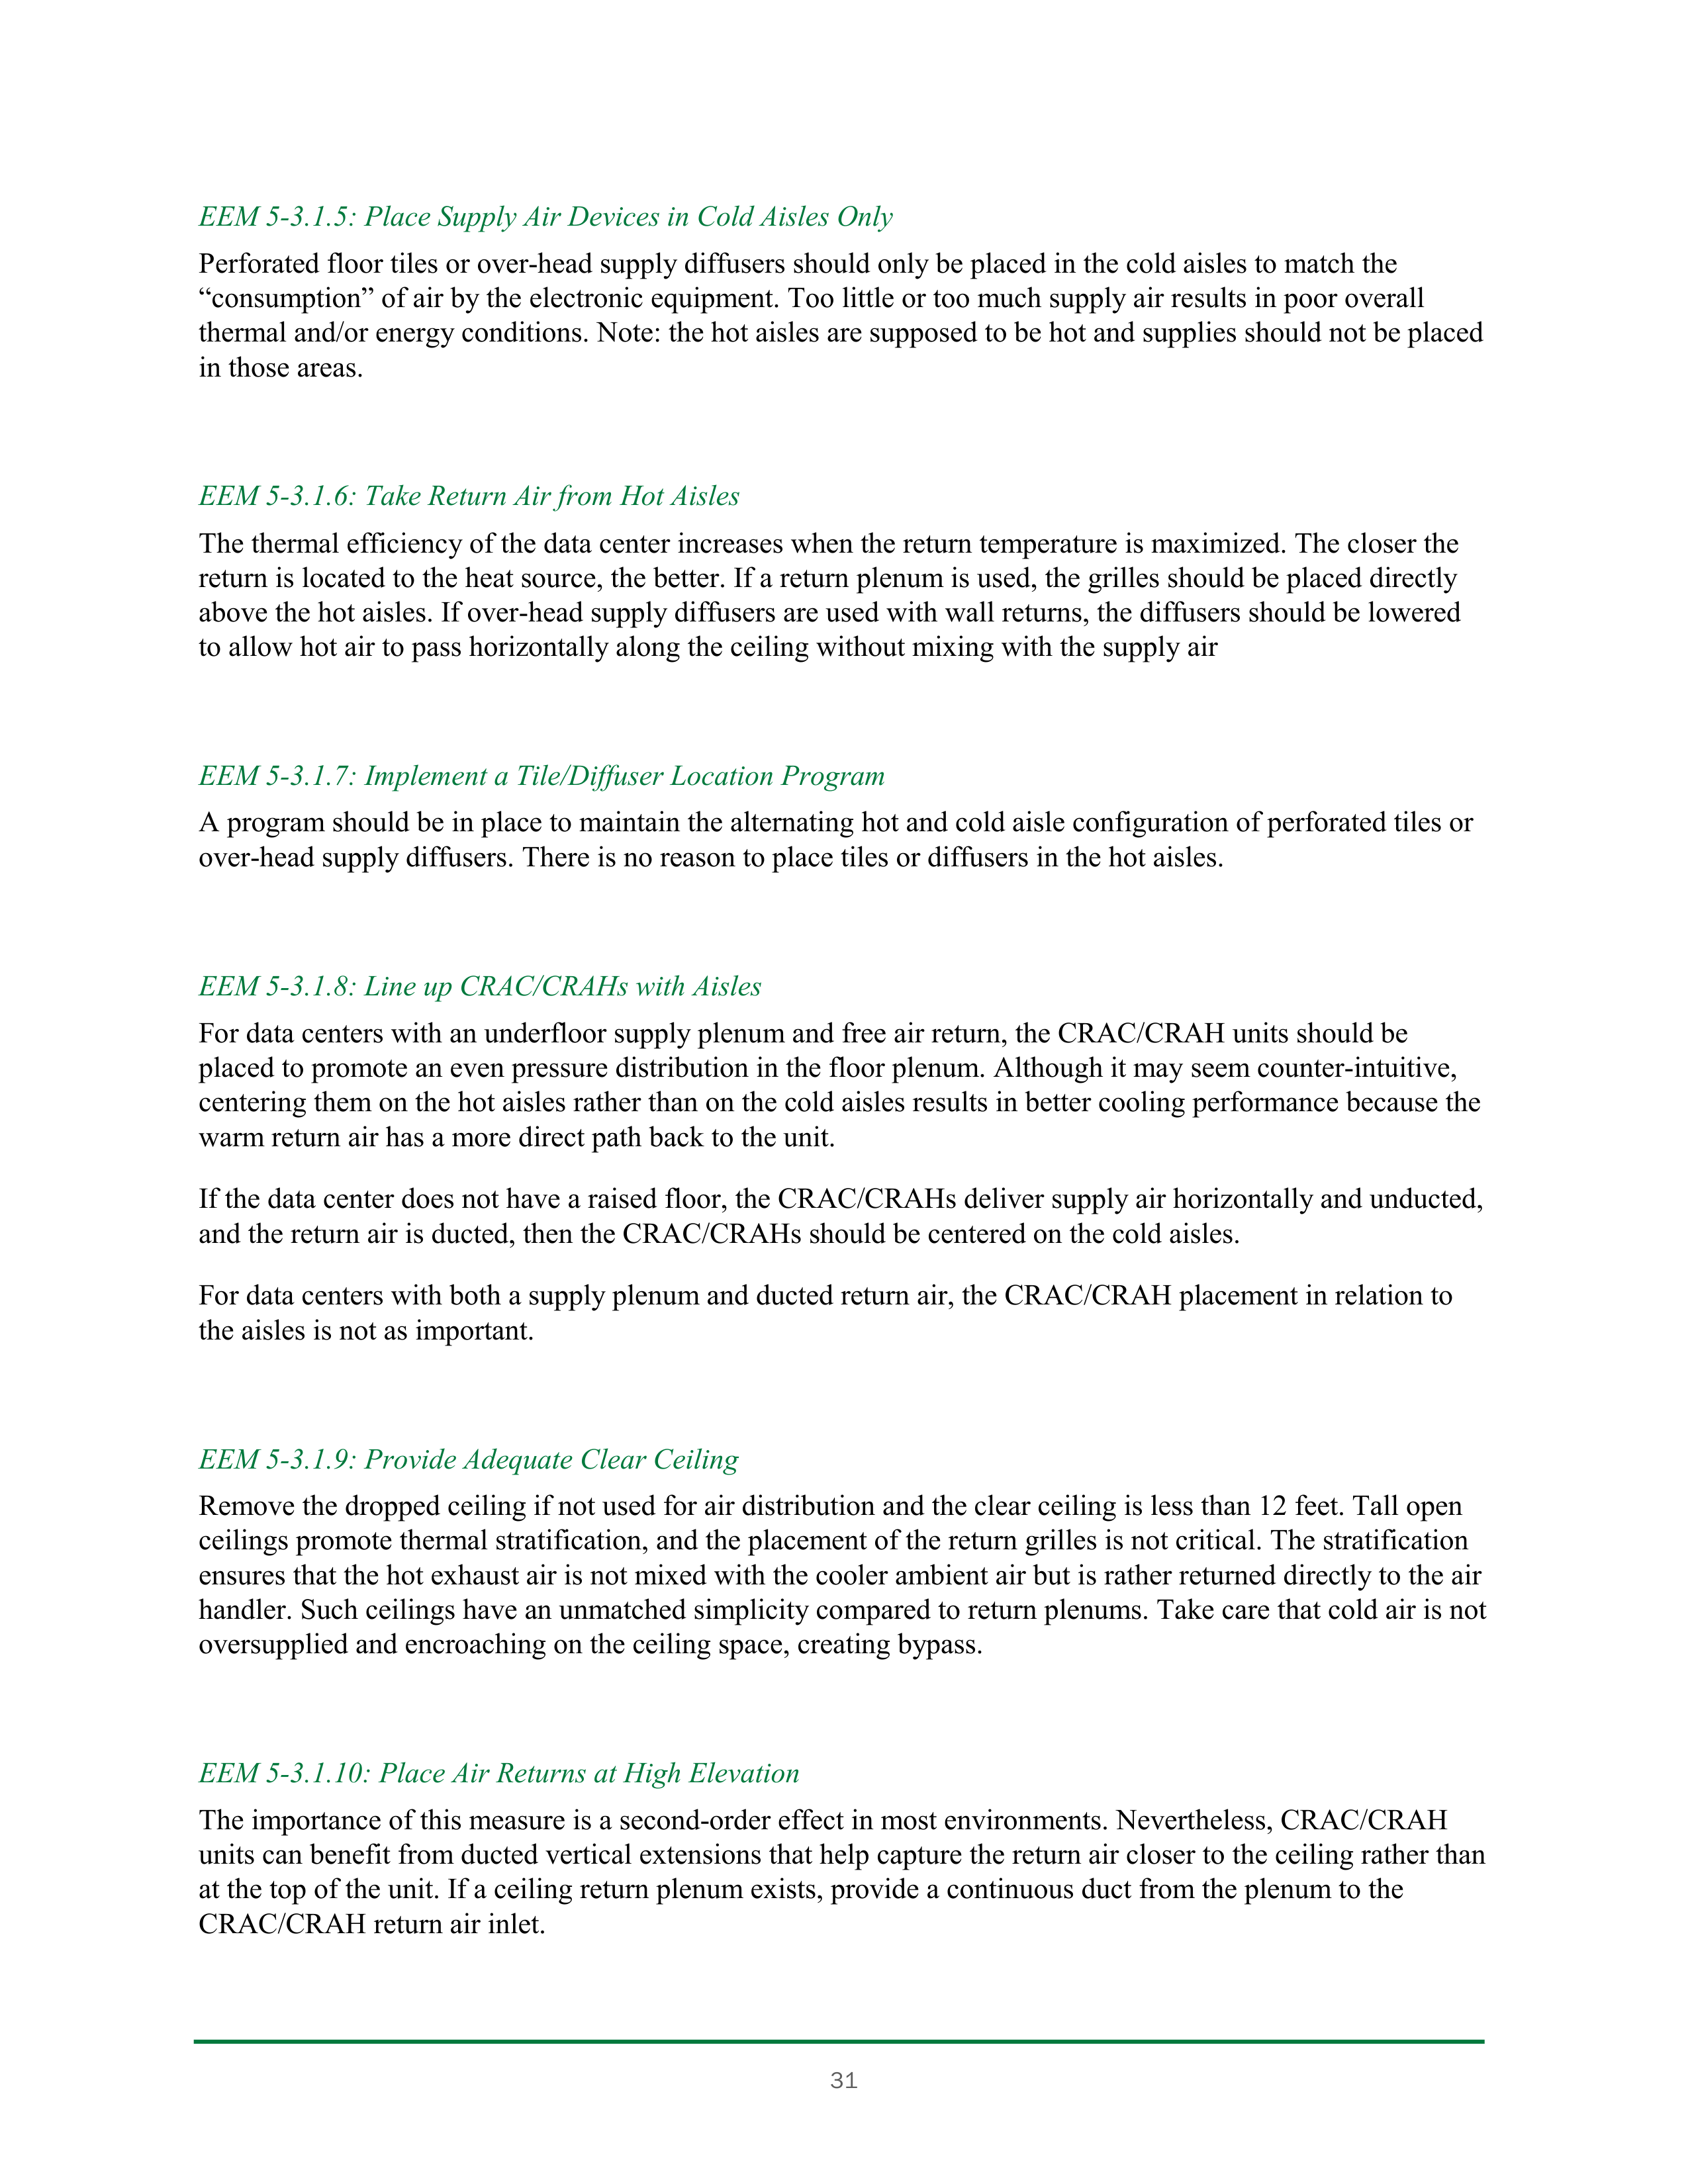 EEM 5-3.1.5: Place Supply Air Devices in Cold Aisles Only
Perforated floor tiles or over-head supply diffusers should only be placed in the cold aisles to match the
“consumption” of air by the electronic equipment. Too little or too much supply air results in poor overall
thermal and/or energy conditions. Note: the hot aisles are supposed to be hot and supplies should not be placed
in those areas.
EEM 5-3.1.6: Take Return Air from Hot Aisles
The thermal efficiency of the data center increases when the return temperature is maximized. The closer the
return is located to the heat source, the better. If a return plenum is used, the grilles should be placed directly
above the hot aisles. If over-head supply diffusers are used with wall returns, the diffusers should be lowered
to allow hot air to pass horizontally along the ceiling without mixing with the supply air
EEM 5-3.1.7: Implement a Tile/Diffuser Location Program
A program should be in place to maintain the alternating hot and cold aisle configuration of perforated tiles or
over-head supply diffusers. There is no reason to place tiles or diffusers in the hot aisles.
EEM 5-3.1.8: Line up CRAC/CRAHs with Aisles
For data centers with an underfloor supply plenum and free air return, the CRAC/CRAH units should be
placed to promote an even pressure distribution in the floor plenum. Although it may seem counter-intuitive,
centering them on the hot aisles rather than on the cold aisles results in better cooling performance because the
warm return air has a more direct path back to the unit.
If the data center does not have a raised floor, the CRAC/CRAHs deliver supply air horizontally and unducted,
and the return air is ducted, then the CRAC/CRAHs should be centered on the cold aisles.
For data centers with both a supply plenum and ducted return air, the CRAC/CRAH placement in relation to
the aisles is not as important.
EEM 5-3.1.9: Provide Adequate Clear Ceiling
Remove the dropped ceiling if not used for air distribution and the clear ceiling is less than 12 feet. Tall open
ceilings promote thermal stratification, and the placement of the return grilles is not critical. The stratification
ensures that the hot exhaust air is not mixed with the cooler ambient air but is rather returned directly to the air
handler. Such ceilings have an unmatched simplicity compared to return plenums. Take care that cold air is not
oversupplied and encroaching on the ceiling space, creating bypass.
EEM 5-3.1.10: Place Air Returns at High Elevation
The importance of this measure is a second-order effect in most environments. Nevertheless, CRAC/CRAH
units can benefit from ducted vertical extensions that help capture the return air closer to the ceiling rather than
at the top of the unit. If a ceiling return plenum exists, provide a continuous duct from the plenum to the
CRAC/CRAH return air inlet.
31